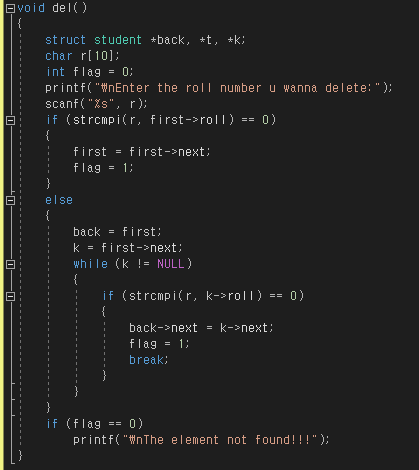 void del()
{
struct student *back, *t, *k;
char r[10];
int flag = 0;
printf("₩nEnter the roll number u wanna delete:");
scanf("%s", r);
if (strcmpi(r, first->roll) == 0)
{
first = first->next;
flag = 1;
}
else
{
back = first;
k = first->next;
while (k != NULL)
{
if (strcmpi(r, k->roll) == 0)
{
back->next = k->next;
flag = 1;
break;
}
}
}
if (flag == 0)
printf("₩nThe element not found!!!");
}